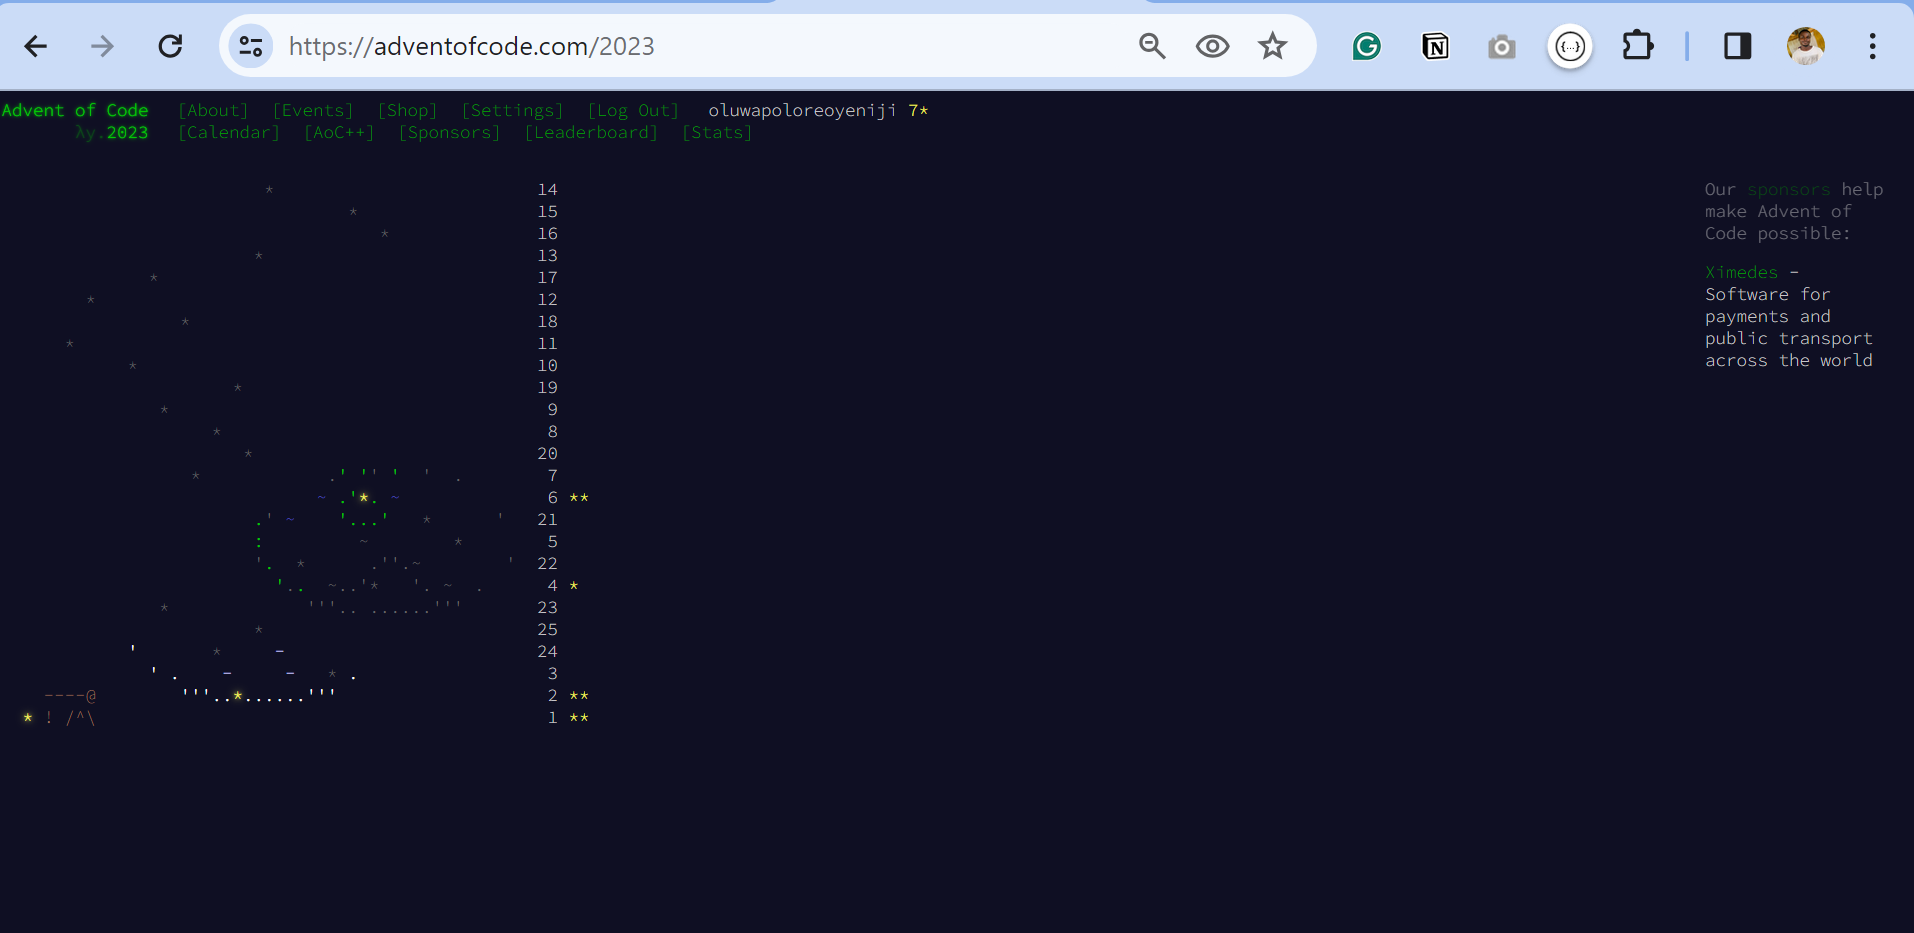 https://adventofcode.com/2023
Advent of Code [About] [Events] [Shop] [Settings] [Log Out] oluwapoloreoyeniji 7*
λy.2023 [Calendar] [AoC++] [Sponsors] [Leaderboard] [Stats]
* 14
* 15
* 16
* 13
* 17
* 12
* 18
* 11
* 10
* 19
* 9
* 8
* 20
* .' '' ' ' . 7
~ .'*. ~ 6 **
.' ~ '...' * ' 21
: ~ * 5
'. * .''.~ ' 22
'.. ~..'* '. ~ . 4 *
* '''.. ......''' 23
* 25
' * - 24
' . - - * . 3
----@ '''..*......''' 2 **
* ! /^\ 1 **
Our sponsors help
make Advent of
Code possible:
Ximedes -
Software for
payments and
public transport
across the world